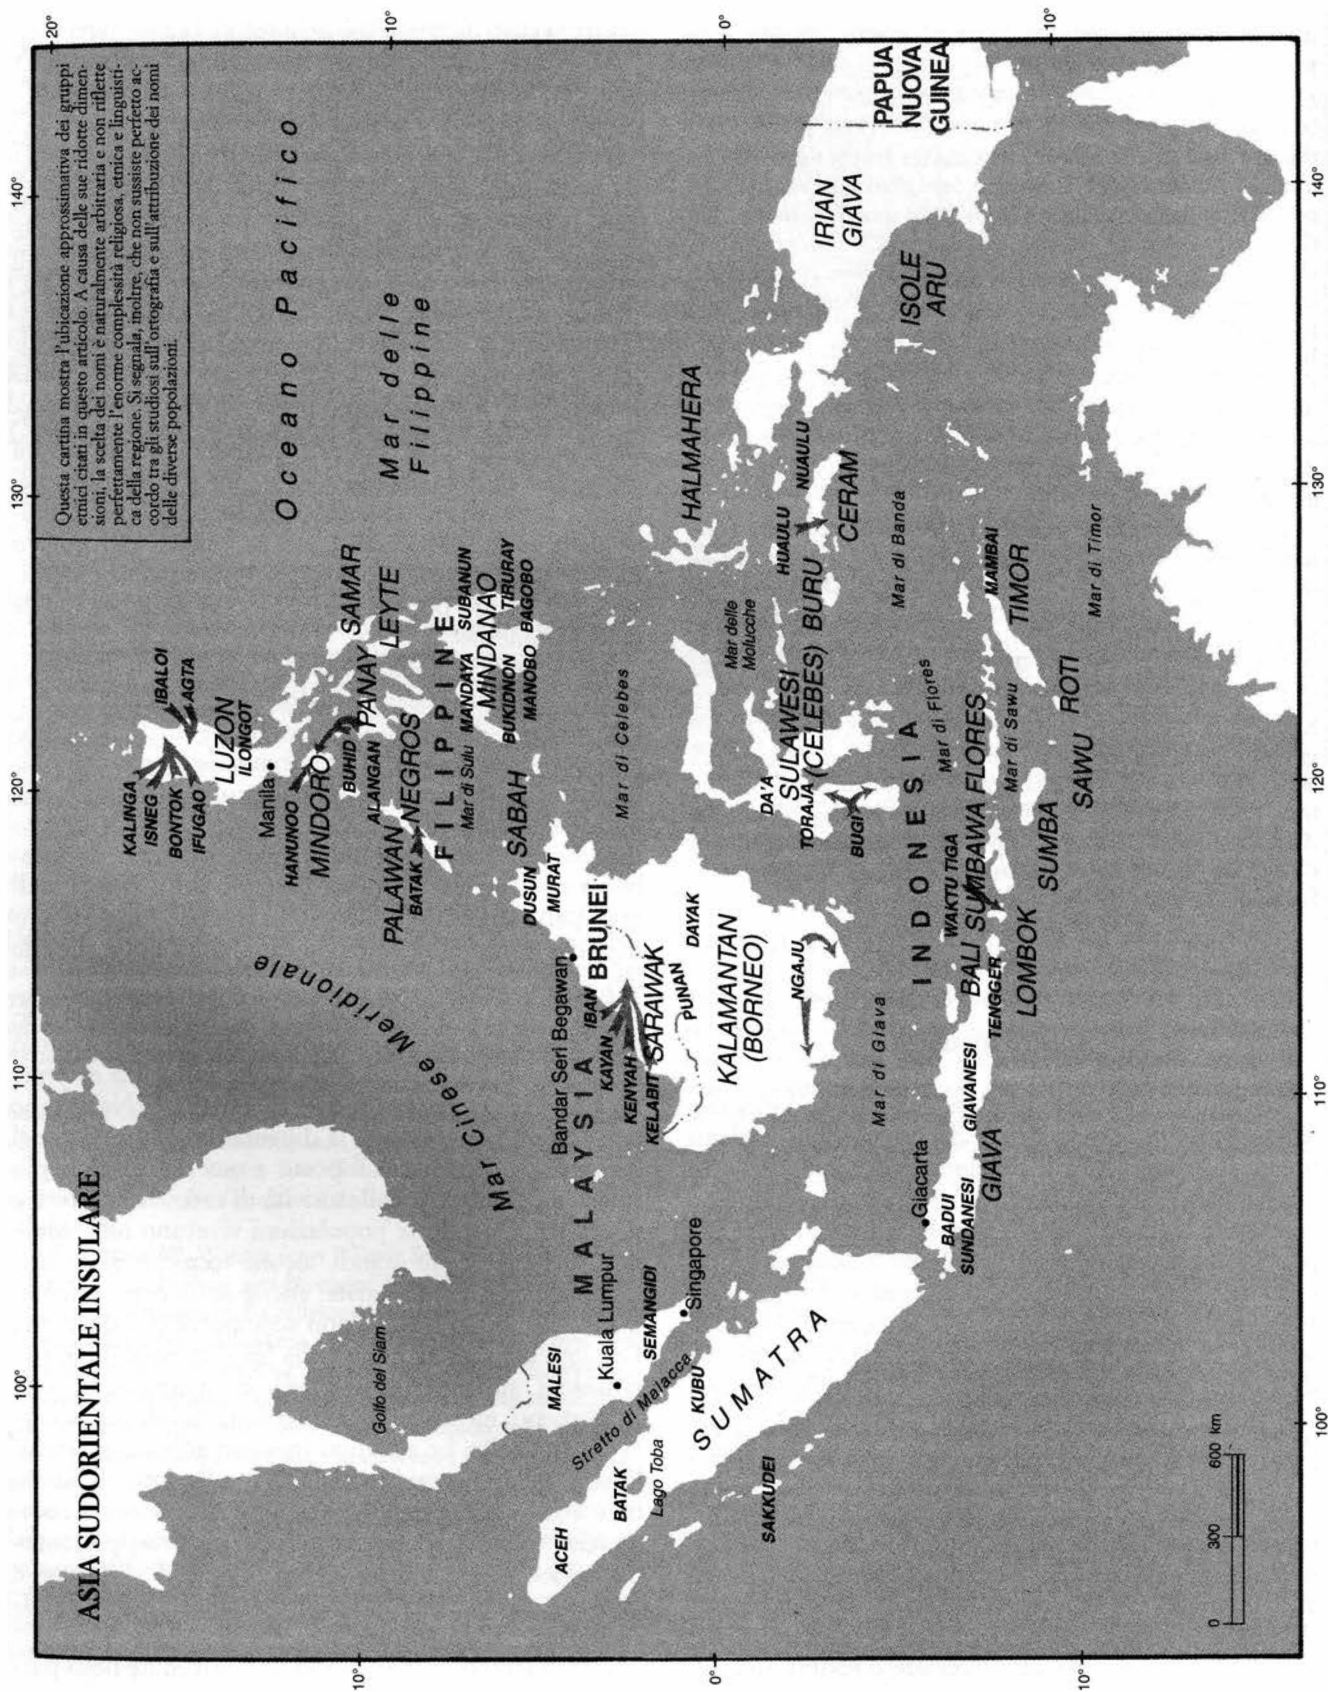 ASIA SUDORIENTALE INSULARE
Questa cartina mostra l'ubicazione approssimativa dei gruppi
etnici citati in questo articolo. A causa delle sue ridotte dimen-
sioni, la scelta dei nomi è naturalmente arbitraria e non riflette
perfettamente l'enorme complessità religiosa, etnica e linguisti-
ca della regione. Si segnala, inoltre, che non sussiste perfetto ac-
cordo tra gli studiosi sull'ortografia e sull'attribuzione dei nomi
delle diverse popolazioni.
100°
110°
120°
130°
140°
20°
10°
0°
10°
10°
0°
10°
100°
110°
120°
130°
140°
Oceano Pacifico
Mar delle
Filippine
Mar Cinese Meridionale
Golfo del Siam
KALINGA
ISNEG
BONTOK
IFUGAO
IBALOI
AGTA
LUZON
ILONGOT
Manila
HANUNOO
MINDORO
BUHID
ALANGAN
PANAY
SAMAR
LEYTE
PALAWAN
BATAK
NEGROS
FILIPPINE
Mar di Sulu
MANDAYA
SUBANUN
MINDANAO
BUKIDNON
TIRURAY
MANOBO
BAGOBO
SABAH
DUSUN
MURAT
MALAYSIA
Bandar Seri Begawan
BRUNEI
IBAN
KAYAN
KENYAH
KELABIT
SARAWAK
PUNAN
DAYAK
KALAMANTAN
(BORNEO)
NGAJU
Mar di Celebes
MALESI
Kuala Lumpur
SEMANGIDI
Singapore
Stretto di Malacca
ACEH
BATAK
Lago Toba
KUBU
SUMATRA
SAKKUDEI
HALMAHERA
Mar delle
Molucche
DA'A
SULAWESI
(CELEBES)
TORAJA
BUGI
BURU
HUAULU
NUAULU
CERAM
IRIAN
GIAVA
PAPUA
NUOVA
GUINEA
ISOLE
ARU
Mar di Banda
Mar di Giava
INDONESIA
Mar di Flores
Giacarta
BADUI
SUNDANESI
GIAVANESI
GIAVA
TENGGER
BALI
WAKTU TIGA
LOMBOK
SUMBAWA
FLORES
Mar di Sawu
SUMBA
SAWU
ROTI
MAMBAI
TIMOR
Mar di Timor
0 300 600 km